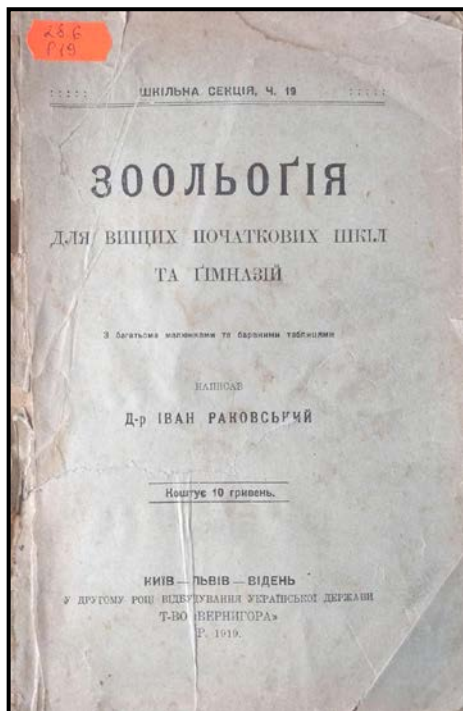 28.6
Р19
ШКІЛЬНА СЕКЦІЯ, Ч. 19
ЗООЛЬОҐІЯ
ДЛЯ ВИЩИХ ПОЧАТКОВИХ ШКІЛ
ТА ҐІМНАЗІЙ
З багатьома малюнками та барвними таблицями
НАПИСАВ
Д-р ІВАН РАКОВСЬКИЙ
Коштує 10 гривень.
КИЇВ — ЛЬВІВ — ВІДЕНЬ
У ДРУГОМУ РОЦІ ВІДБУДУВАННЯ УКРАЇНСЬКОЇ ДЕРЖАВИ
Т-ВО «ВЕРНИГОРА»
Р. 1919.